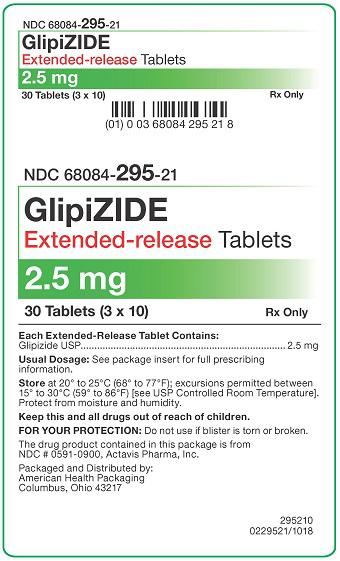 NDC 68084-295-21
GlipiZIDE
Extended-release Tablets
2.5 mg
30 Tablets (3 x 10) Rx Only
(01) 0 03 68084 295 21 8
NDC 68084-295-21
GlipiZIDE
Extended-release Tablets
2.5 mg
30 Tablets (3 x 10) Rx Only
Each Extended-Release Tablet Contains:
Glipizide USP.................................................................... 2.5 mg
Usual Dosage: See package insert for full prescribing
information.
Store at 20° to 25°C (68° to 77°F); excursions permitted between
15° to 30°C (59° to 86°F) [see USP Controlled Room Temperature].
Protect from moisture and humidity.
Keep this and all drugs out of reach of children.
FOR YOUR PROTECTION: Do not use if blister is torn or broken.
The drug product contained in this package is from
NDC # 0591-0900, Actavis Pharma, Inc.
Packaged and Distributed by:
American Health Packaging
Columbus, Ohio 43217
295210
0229521/1018